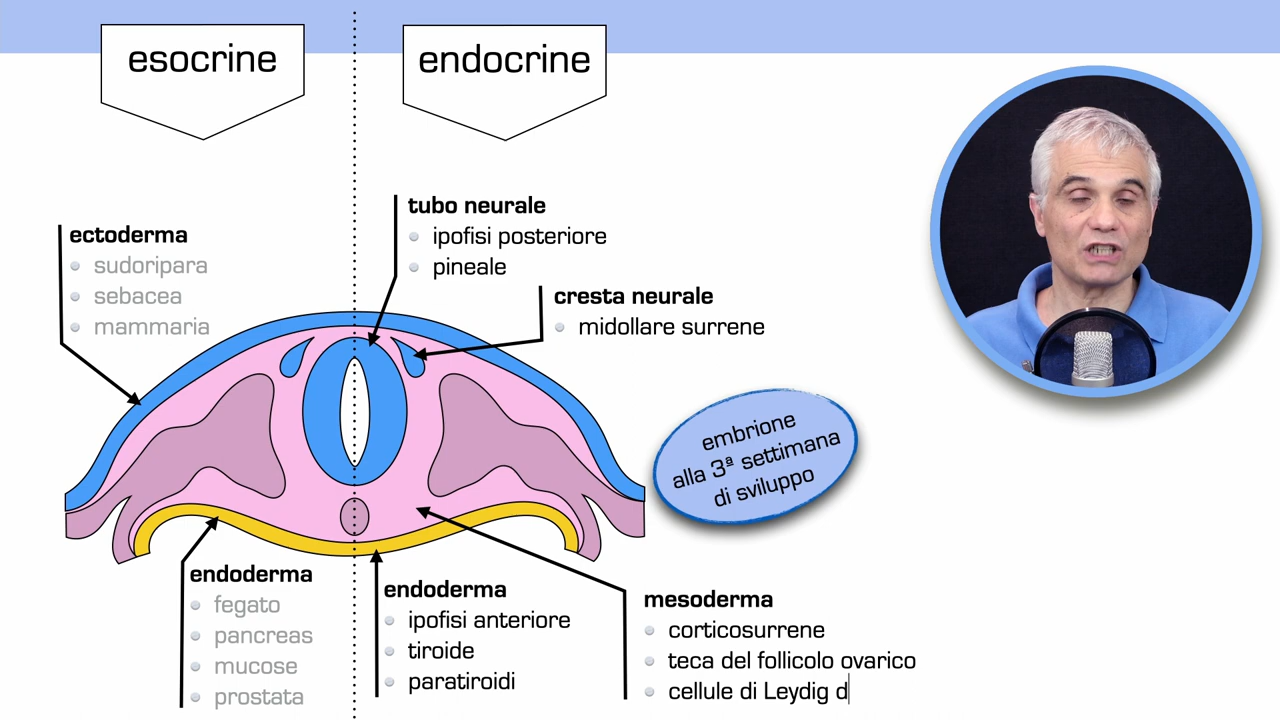 esocrine
endocrine
ectoderma
sudoripara
sebacea
mammaria
tubo neurale
ipofisi posteriore
pineale
cresta neurale
midollare surrene
embrione
alla 3ª settimana
di sviluppo
endoderma
fegato
pancreas
mucose
prostata
endoderma
ipofisi anteriore
tiroide
paratiroidi
mesoderma
corticosurrene
teca del follicolo ovarico
cellule di Leydig d